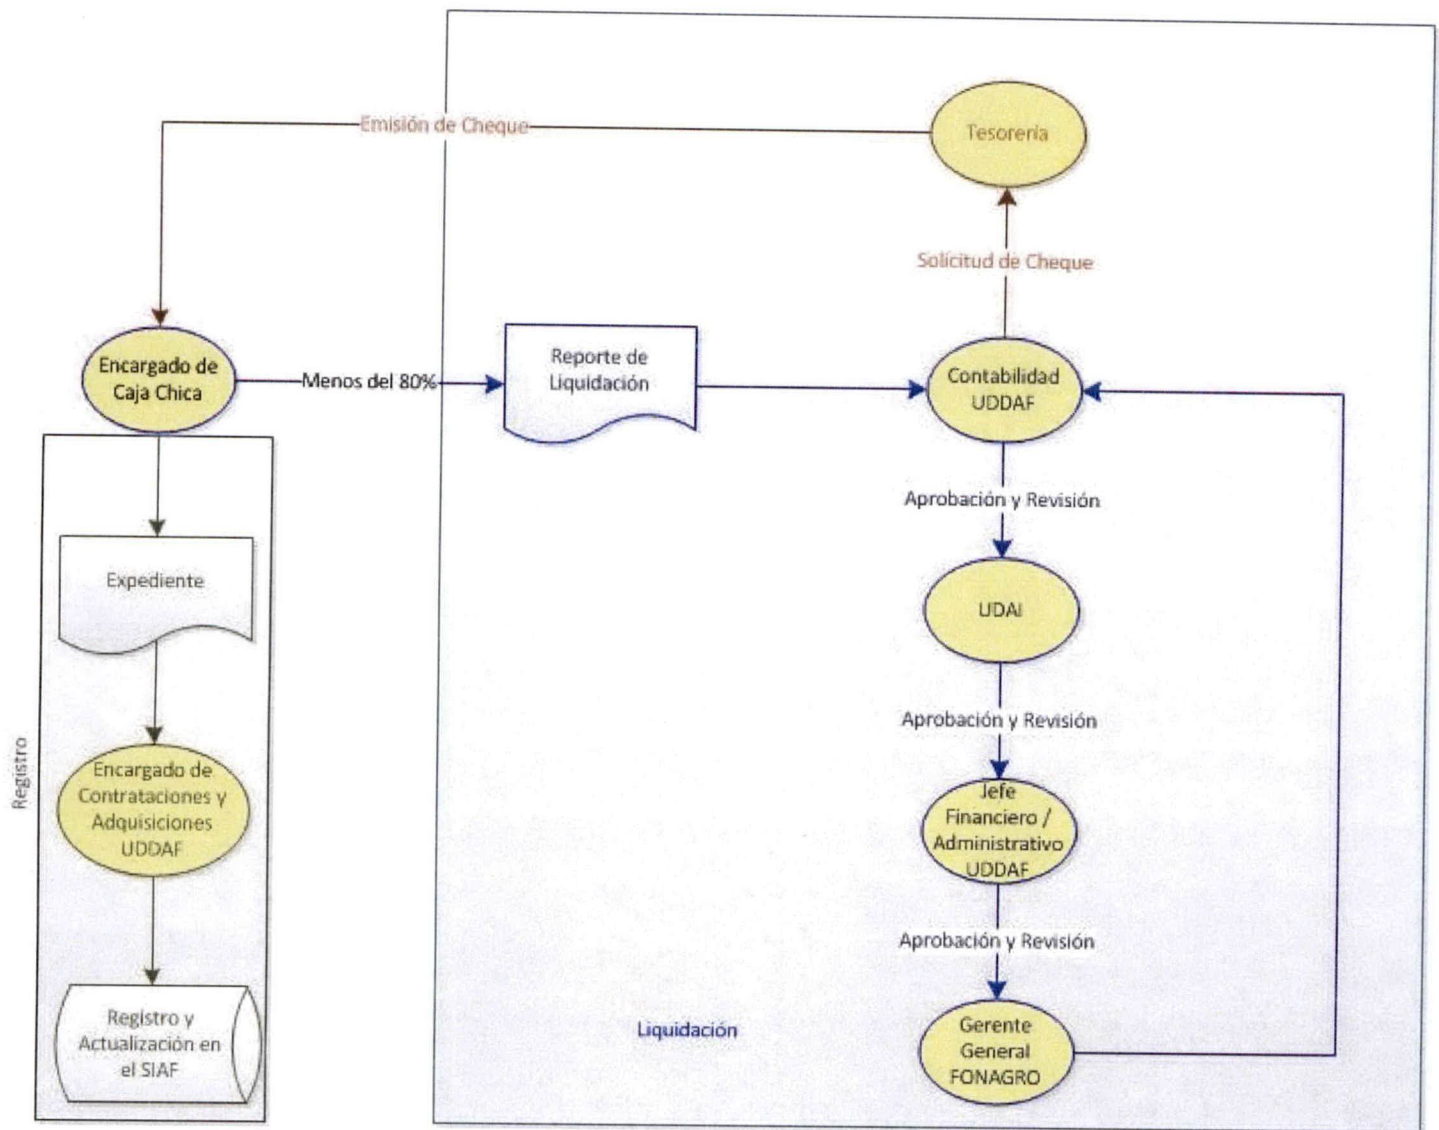 Tesorería
Emisión de Cheque
Solicitud de Cheque
Encargado de
Caja Chica
Menos del 80%
Reporte de
Liquidación
Contabilidad
UDDAF
Aprobación y Revisión
Expediente
UDAI
Aprobación y Revisión
Registro
Encargado de
Contrataciones y
Adquisiciones
UDDAF
Jefe
Financiero /
Administrativo
UDDAF
Aprobación y Revisión
Registro y
Actualización en
el SIAF
Liquidación
Gerente
General
FONAGRO